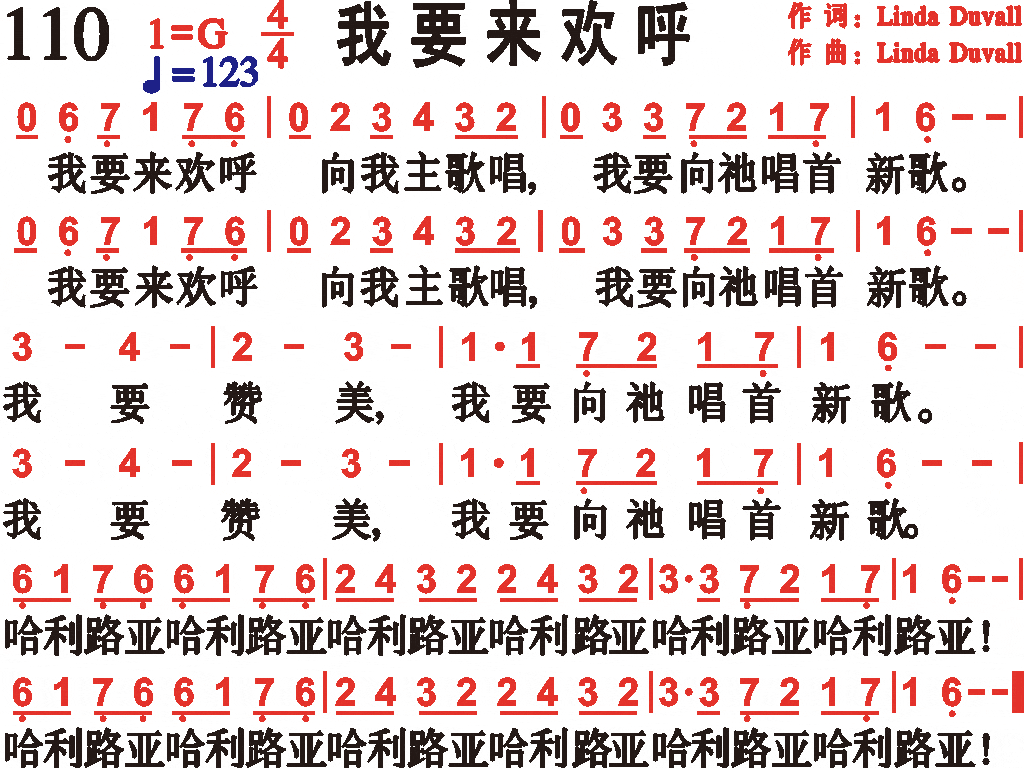 110 1=G 4/4 我要来欢呼 作 词：Linda Duvall
♩=123 作 曲：Linda Duvall
0 6 7 1 7 6 | 0 2 3 4 3 2 | 0 3 3 7 2 1 7 | 1 6 - - |
我要来欢呼 向我主歌唱, 我要向祂唱首 新歌。
0 6 7 1 7 6 | 0 2 3 4 3 2 | 0 3 3 7 2 1 7 | 1 6 - - |
我要来欢呼 向我主歌唱, 我要向祂唱首 新歌。
3 - 4 - | 2 - 3 - | 1 · 1 7 2 1 7 | 1 6 - - |
我 要 赞 美, 我 要 向 祂 唱 首 新 歌。
3 - 4 - | 2 - 3 - | 1 · 1 7 2 1 7 | 1 6 - - |
我 要 赞 美, 我 要 向 祂 唱 首 新 歌。
6 1 7 6 6 1 7 6 | 2 4 3 2 2 4 3 2 | 3·3 7 2 1 7 | 1 6 - - |
哈利路亚哈利路亚哈利路亚哈利路亚哈利路亚哈利路亚！
6 1 7 6 6 1 7 6 | 2 4 3 2 2 4 3 2 | 3·3 7 2 1 7 | 1 6 - - |
哈利路亚哈利路亚哈利路亚哈利路亚哈利路亚哈利路亚！